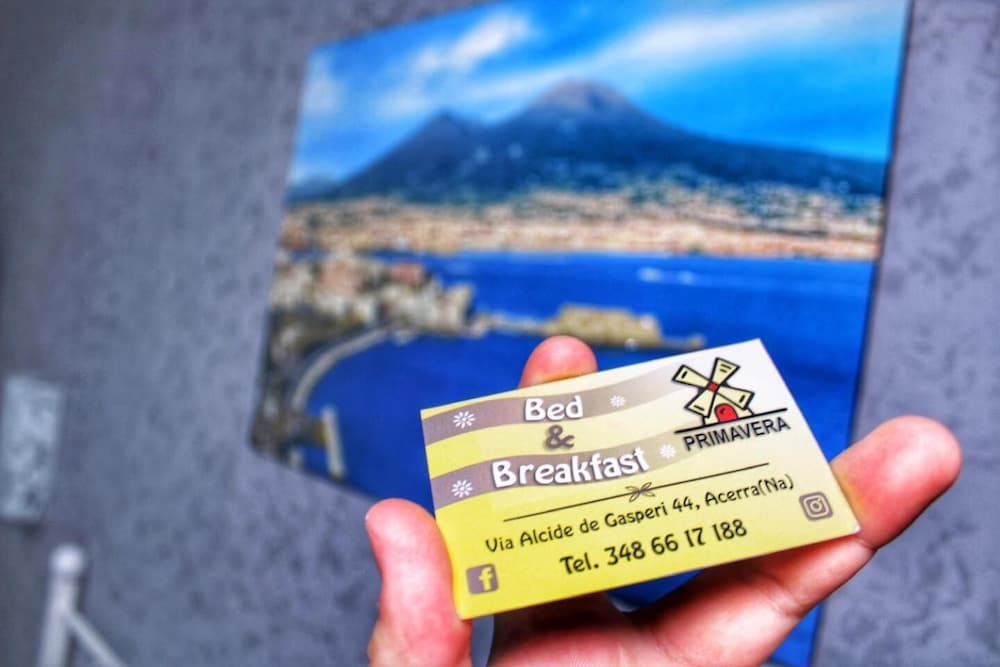 Bed
&
Breakfast
PRIMAVERA
Via Alcide de Gasperi 44, Acerra(Na)
Tel. 348 66 17 188
f